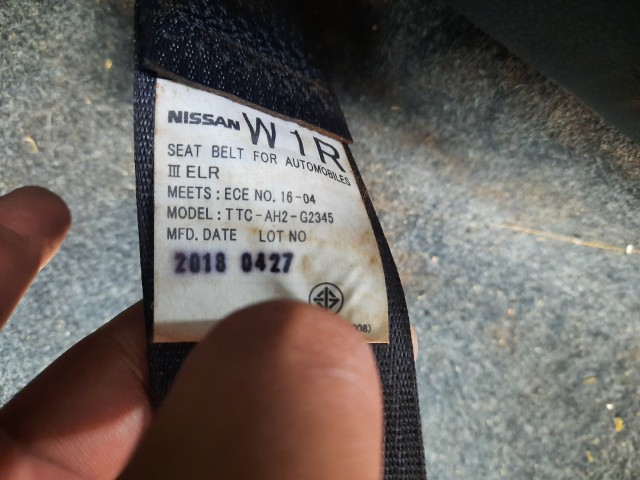 NISSAN W1R
SEAT BELT FOR AUTOMOBILES
III ELR
MEETS : ECE NO. 16-04
MODEL : TTC-AH2-G2345
MFD. DATE LOT NO
2018 0427